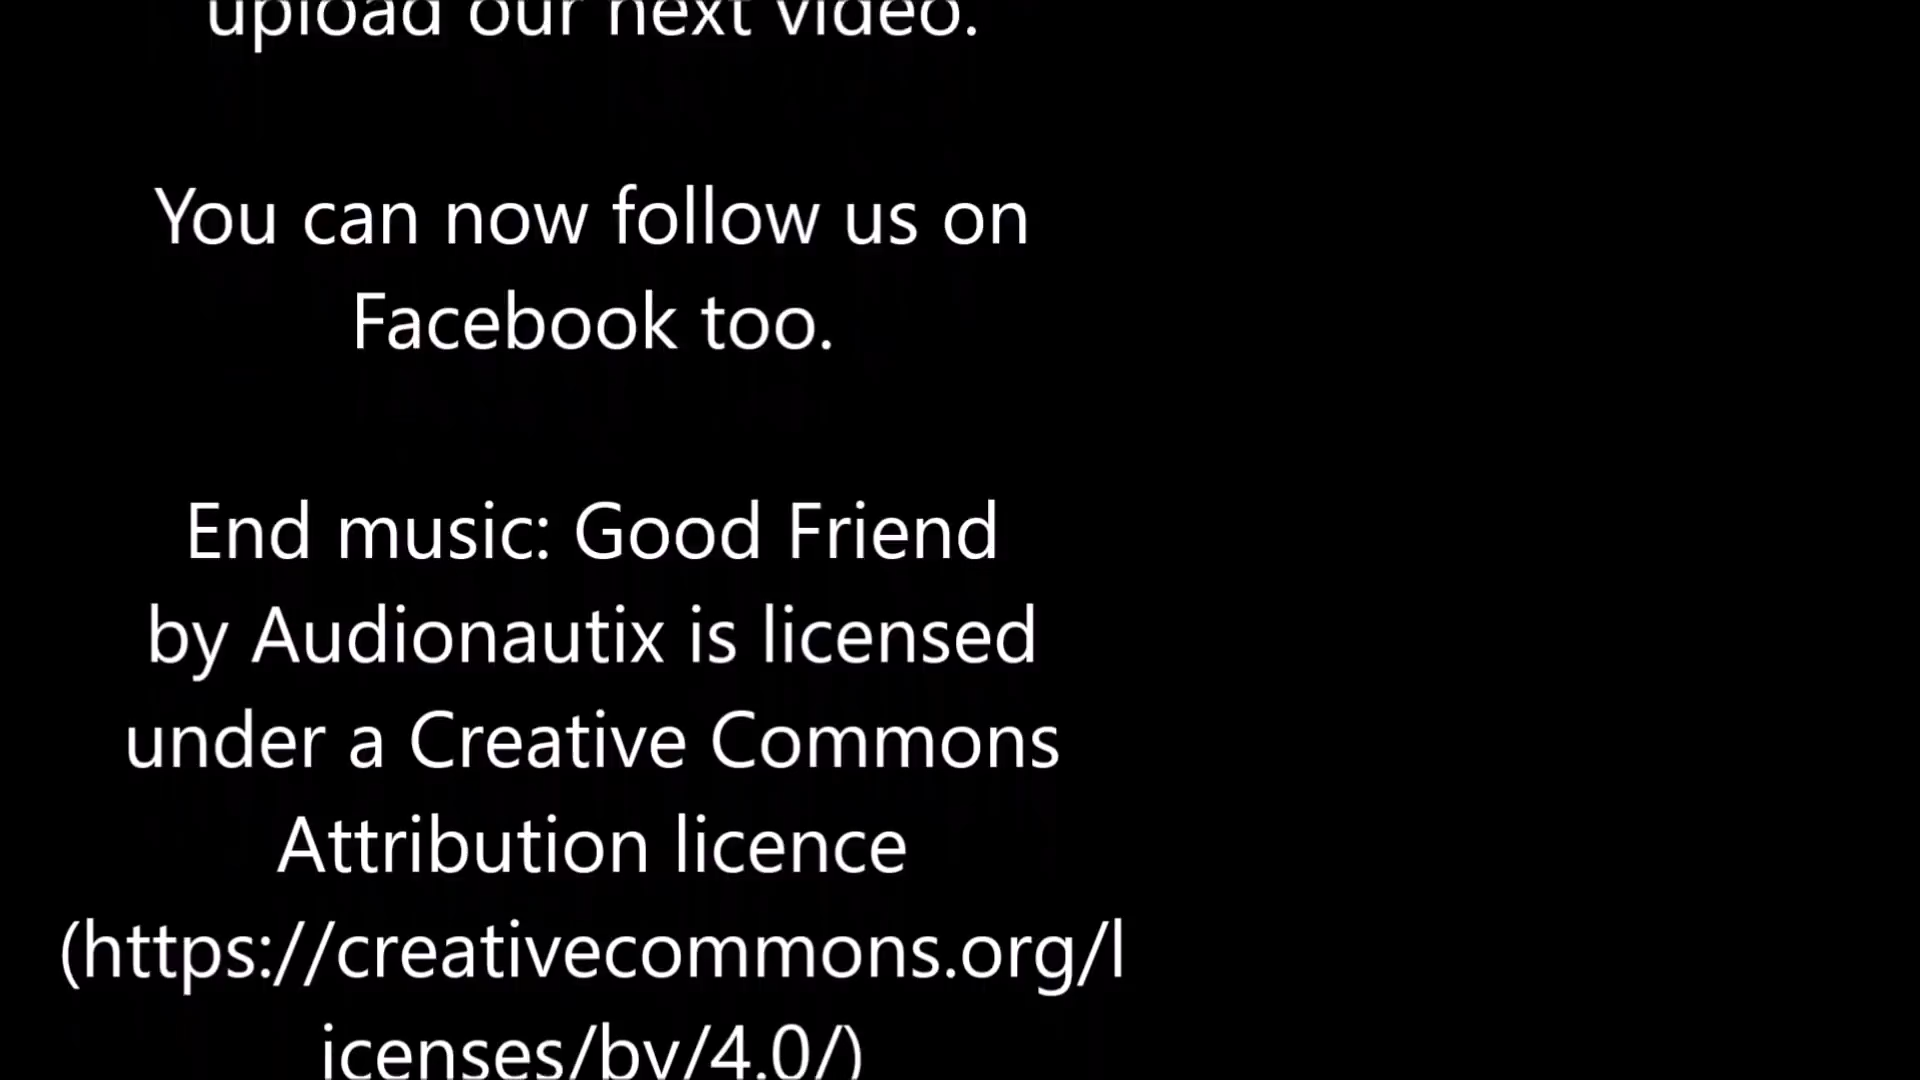 upload our next video.
You can now follow us on
Facebook too.
End music: Good Friend
by Audionautix is licensed
under a Creative Commons
Attribution licence
(https://creativecommons.org/l
icenses/by/4.0/)